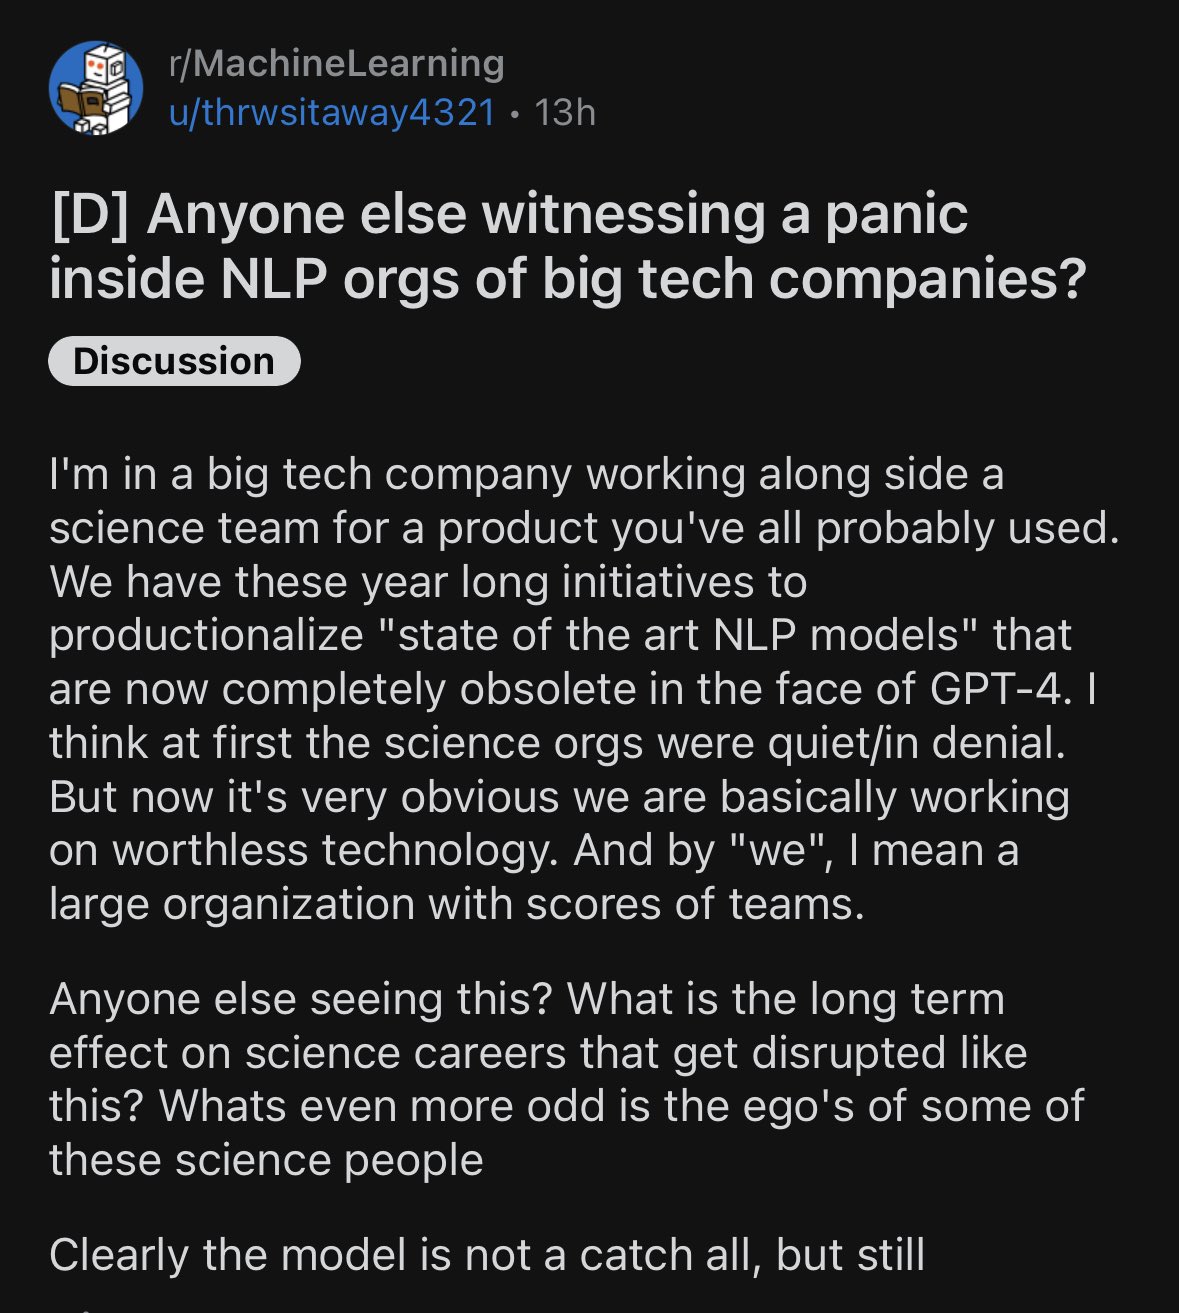 r/MachineLearning
u/thrwsitaway4321 • 13h
[D] Anyone else witnessing a panic
inside NLP orgs of big tech companies?
Discussion
I'm in a big tech company working along side a
science team for a product you've all probably used.
We have these year long initiatives to
productionalize "state of the art NLP models" that
are now completely obsolete in the face of GPT-4. I
think at first the science orgs were quiet/in denial.
But now it's very obvious we are basically working
on worthless technology. And by "we", I mean a
large organization with scores of teams.
Anyone else seeing this? What is the long term
effect on science careers that get disrupted like
this? Whats even more odd is the ego's of some of
these science people
Clearly the model is not a catch all, but still